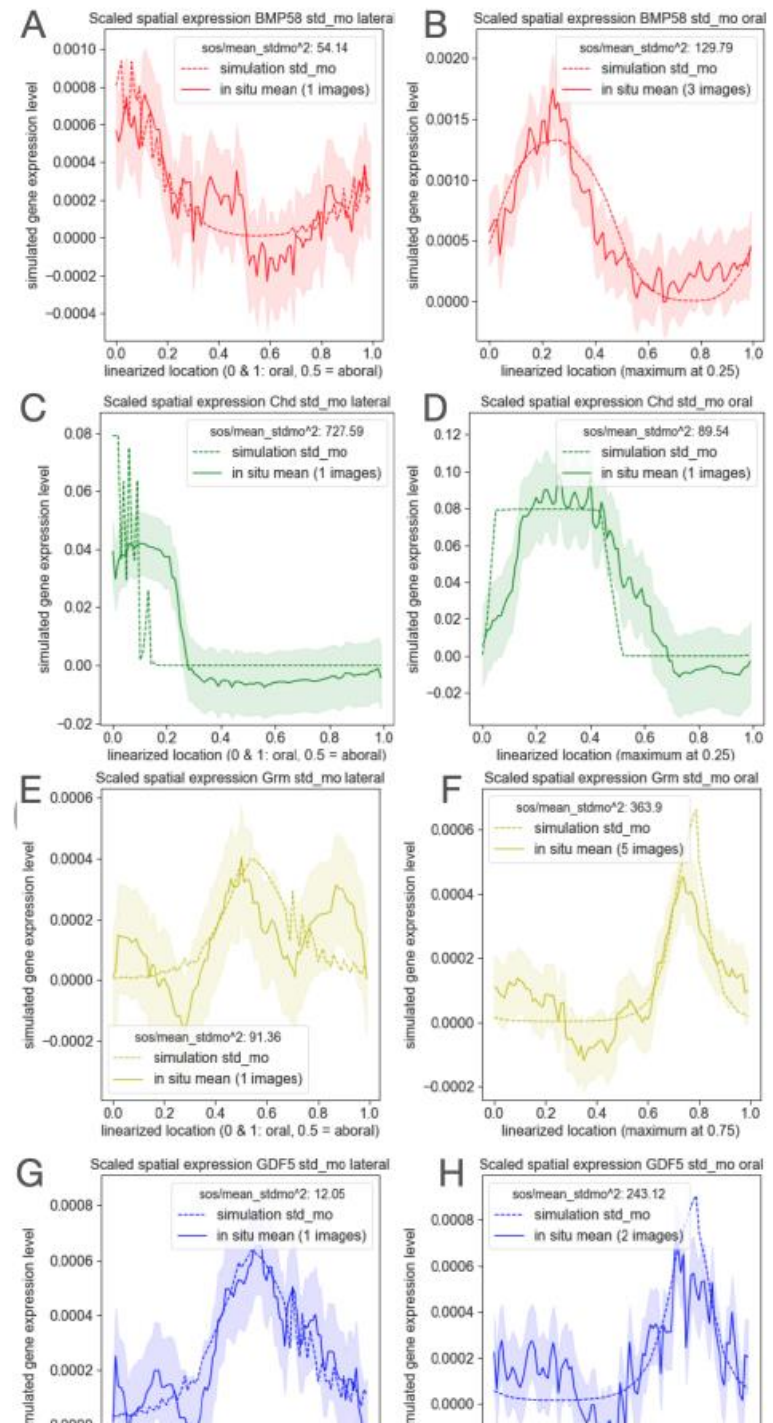 A
Scaled spatial expression BMP58 std_mo lateral
sos/mean_stdmo^2: 54.14
simulation std_mo
in situ mean (1 images)
simulated gene expression level
0.0010
0.0008
0.0006
0.0004
0.0002
0.0000
−0.0002
−0.0004
0.0 0.2 0.4 0.6 0.8 1.0
linearized location (0 & 1: oral, 0.5 = aboral)
B
Scaled spatial expression BMP58 std_mo oral
sos/mean_stdmo^2: 129.79
simulation std_mo
in situ mean (3 images)
simulated gene expression level
0.0020
0.0015
0.0010
0.0005
0.0000
0.0 0.2 0.4 0.6 0.8 1.0
linearized location (maximum at 0.25)
C
Scaled spatial expression Chd std_mo lateral
sos/mean_stdmo^2: 727.59
simulation std_mo
in situ mean (1 images)
simulated gene expression level
0.08
0.06
0.04
0.02
0.00
−0.02
0.0 0.2 0.4 0.6 0.8 1.0
linearized location (0 & 1: oral, 0.5 = aboral)
D
Scaled spatial expression Chd std_mo oral
sos/mean_stdmo^2: 89.54
simulation std_mo
in situ mean (1 images)
simulated gene expression level
0.12
0.10
0.08
0.06
0.04
0.02
0.00
−0.02
0.0 0.2 0.4 0.6 0.8 1.0
linearized location (maximum at 0.25)
E
Scaled spatial expression Grm std_mo lateral
sos/mean_stdmo^2: 91.36
simulation std_mo
in situ mean (1 images)
simulated gene expression level
0.0006
0.0004
0.0002
0.0000
−0.0002
0.0 0.2 0.4 0.6 0.8 1.0
linearized location (0 & 1: oral, 0.5 = aboral)
F
Scaled spatial expression Grm std_mo oral
sos/mean_stdmo^2: 363.9
simulation std_mo
in situ mean (5 images)
simulated gene expression level
0.0006
0.0004
0.0002
0.0000
−0.0002
0.0 0.2 0.4 0.6 0.8 1.0
linearized location (maximum at 0.75)
G
Scaled spatial expression GDF5 std_mo lateral
sos/mean_stdmo^2: 12.05
simulation std_mo
in situ mean (1 images)
mulated gene expression level
0.0008
0.0006
0.0004
0.0002
H
Scaled spatial expression GDF5 std_mo oral
sos/mean_stdmo^2: 243.12
simulation std_mo
in situ mean (2 images)
mulated gene expression level
0.0008
0.0006
0.0004
0.0002
0.0000